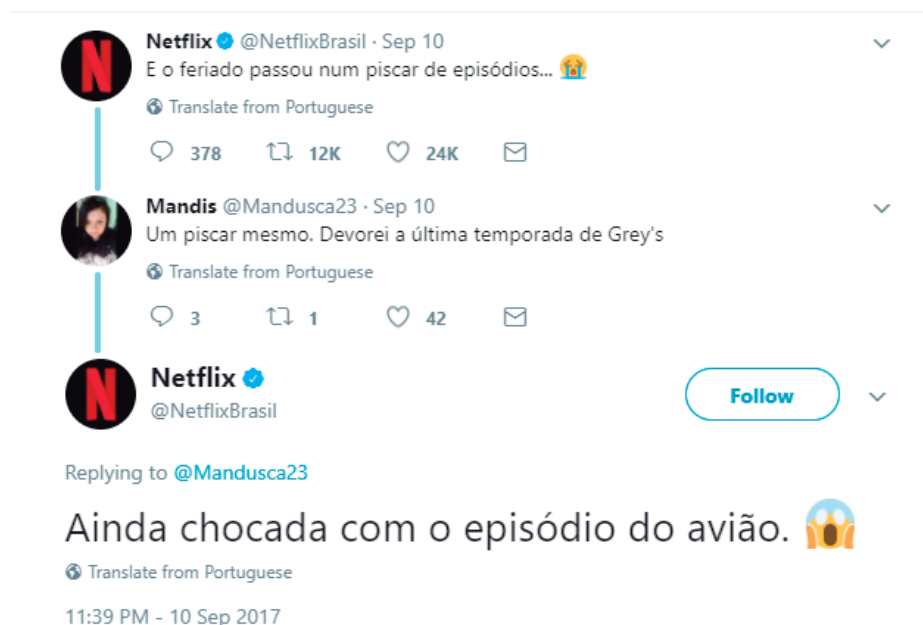 Netflix @NetflixBrasil · Sep 10
E o feriado passou num piscar de episódios... 😭
Translate from Portuguese
378 12K 24K
Mandis @Mandusca23 · Sep 10
Um piscar mesmo. Devorei a última temporada de Grey's
Translate from Portuguese
3 1 42
Netflix
@NetflixBrasil
Follow
Replying to @Mandusca23
Ainda chocada com o episódio do avião. 😱
Translate from Portuguese
11:39 PM - 10 Sep 2017